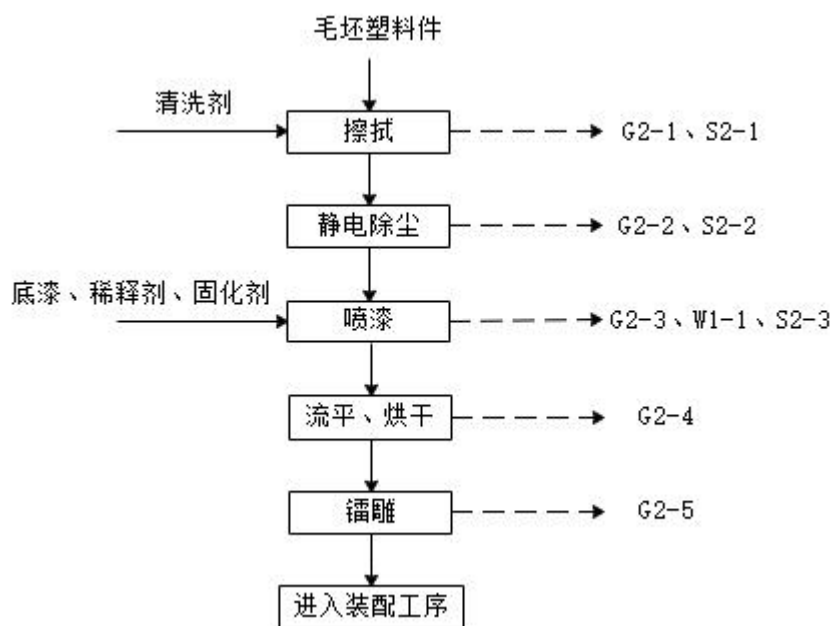 毛坯塑料件
清洗剂
擦拭
G2-1、S2-1
静电除尘
G2-2、S2-2
底漆、稀释剂、固化剂
喷漆
G2-3、W1-1、S2-3
流平、烘干
G2-4
镭雕
G2-5
进入装配工序